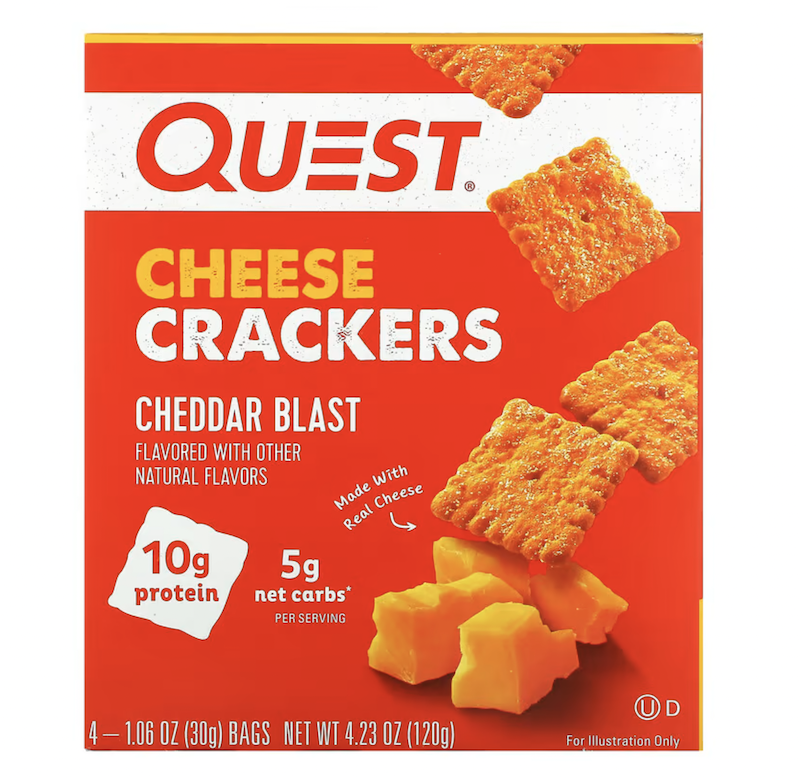 QUEST®
CHEESE
CRACKERS
CHEDDAR BLAST
FLAVORED WITH OTHER
NATURAL FLAVORS
Made With
Real Cheese
10g
protein
5g
net carbs*
PER SERVING
U D
4 — 1.06 OZ (30g) BAGS NET WT 4.23 OZ (120g)
For Illustration Only